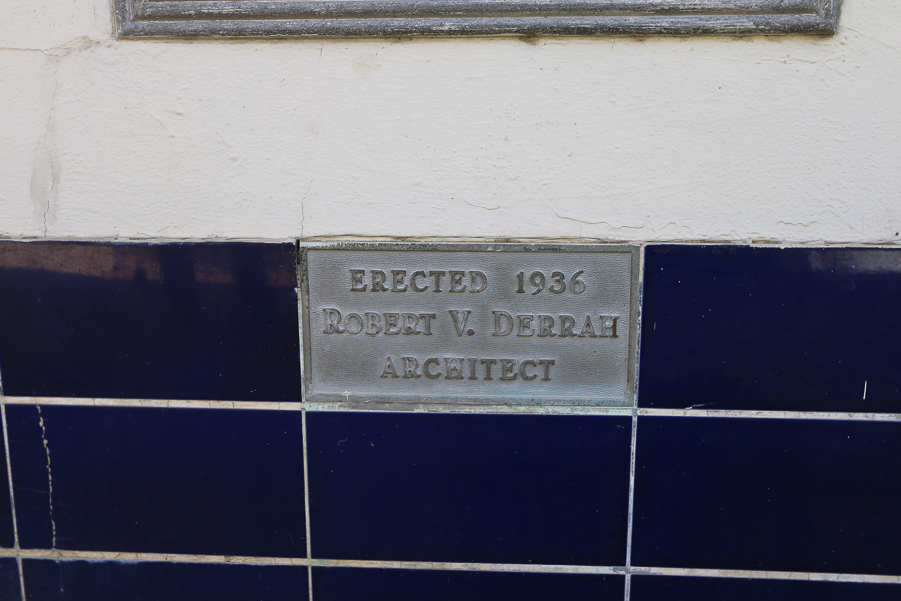 ERECTED 1936
ROBERT V. DERRAH
ARCHITECT